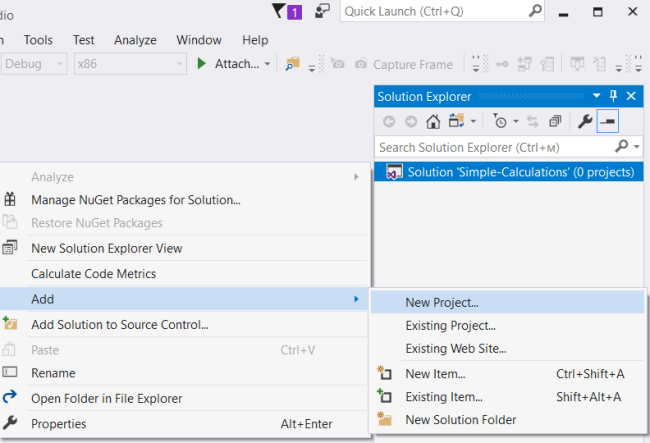 dio
1
Quick Launch (Ctrl+Q)
Tools Test Analyze Window Help
Debug x86 Attach... Capture Frame
Solution Explorer
Search Solution Explorer (Ctrl+м)
Solution 'Simple-Calculations' (0 projects)
Analyze
Manage NuGet Packages for Solution...
Restore NuGet Packages
New Solution Explorer View
Calculate Code Metrics
Add
Add Solution to Source Control...
Paste Ctrl+V
Rename
Open Folder in File Explorer
Properties Alt+Enter
New Project...
Existing Project...
Existing Web Site...
New Item... Ctrl+Shift+A
Existing Item... Shift+Alt+A
New Solution Folder